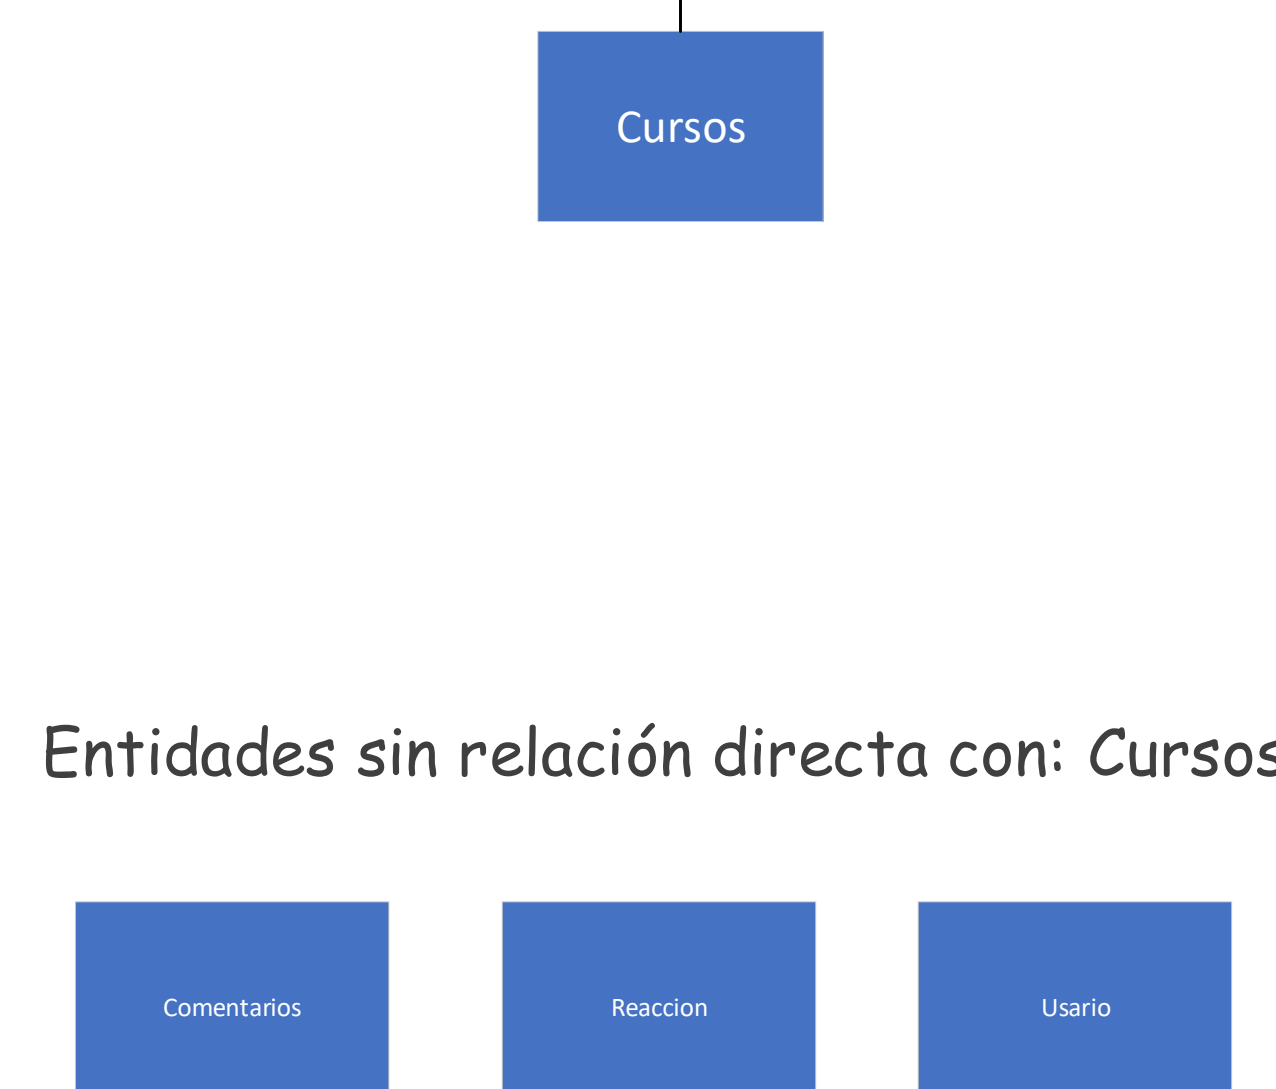 Cursos
Entidades sin relación directa con: Cursos
Comentarios
Reaccion
Usario